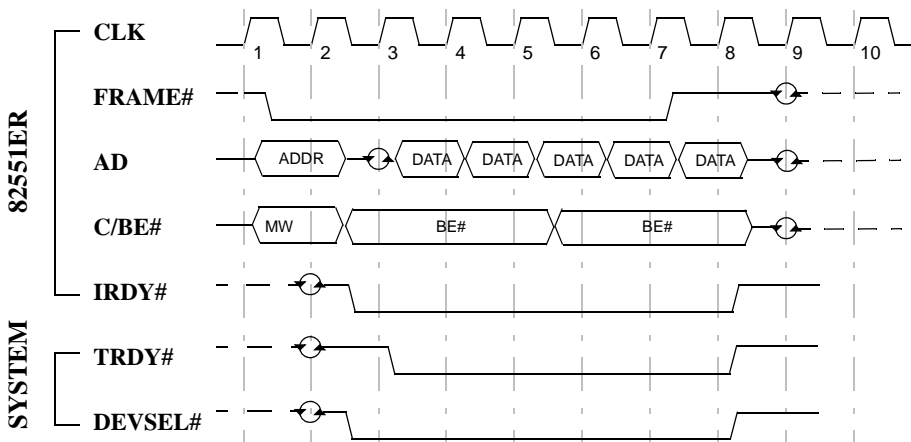 82551ER
CLK
1 2 3 4 5 6 7 8 9 10
FRAME#
AD
ADDR DATA DATA DATA DATA DATA
C/BE#
MW BE# BE#
IRDY#
SYSTEM
TRDY#
DEVSEL#